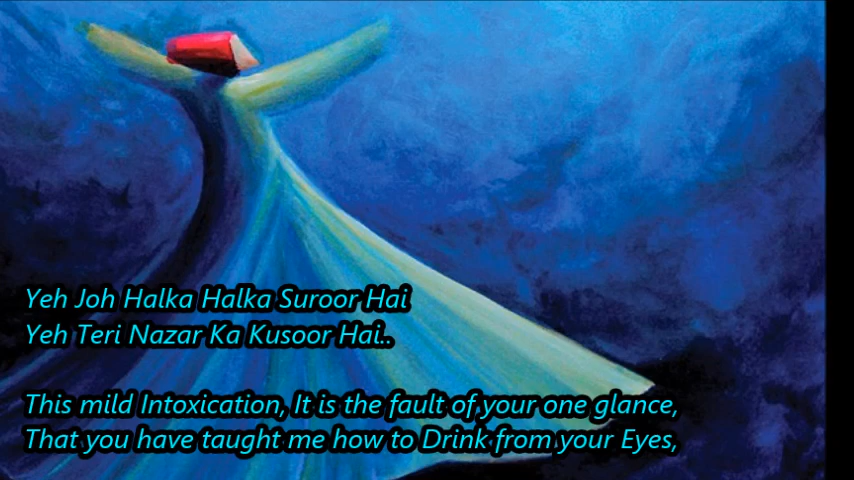 Yeh Joh Halka Halka Suroor Hai
Yeh Teri Nazar Ka Kusoor Hai..
This mild Intoxication, It is the fault of your one glance,
That you have taught me how to Drink from your Eyes,